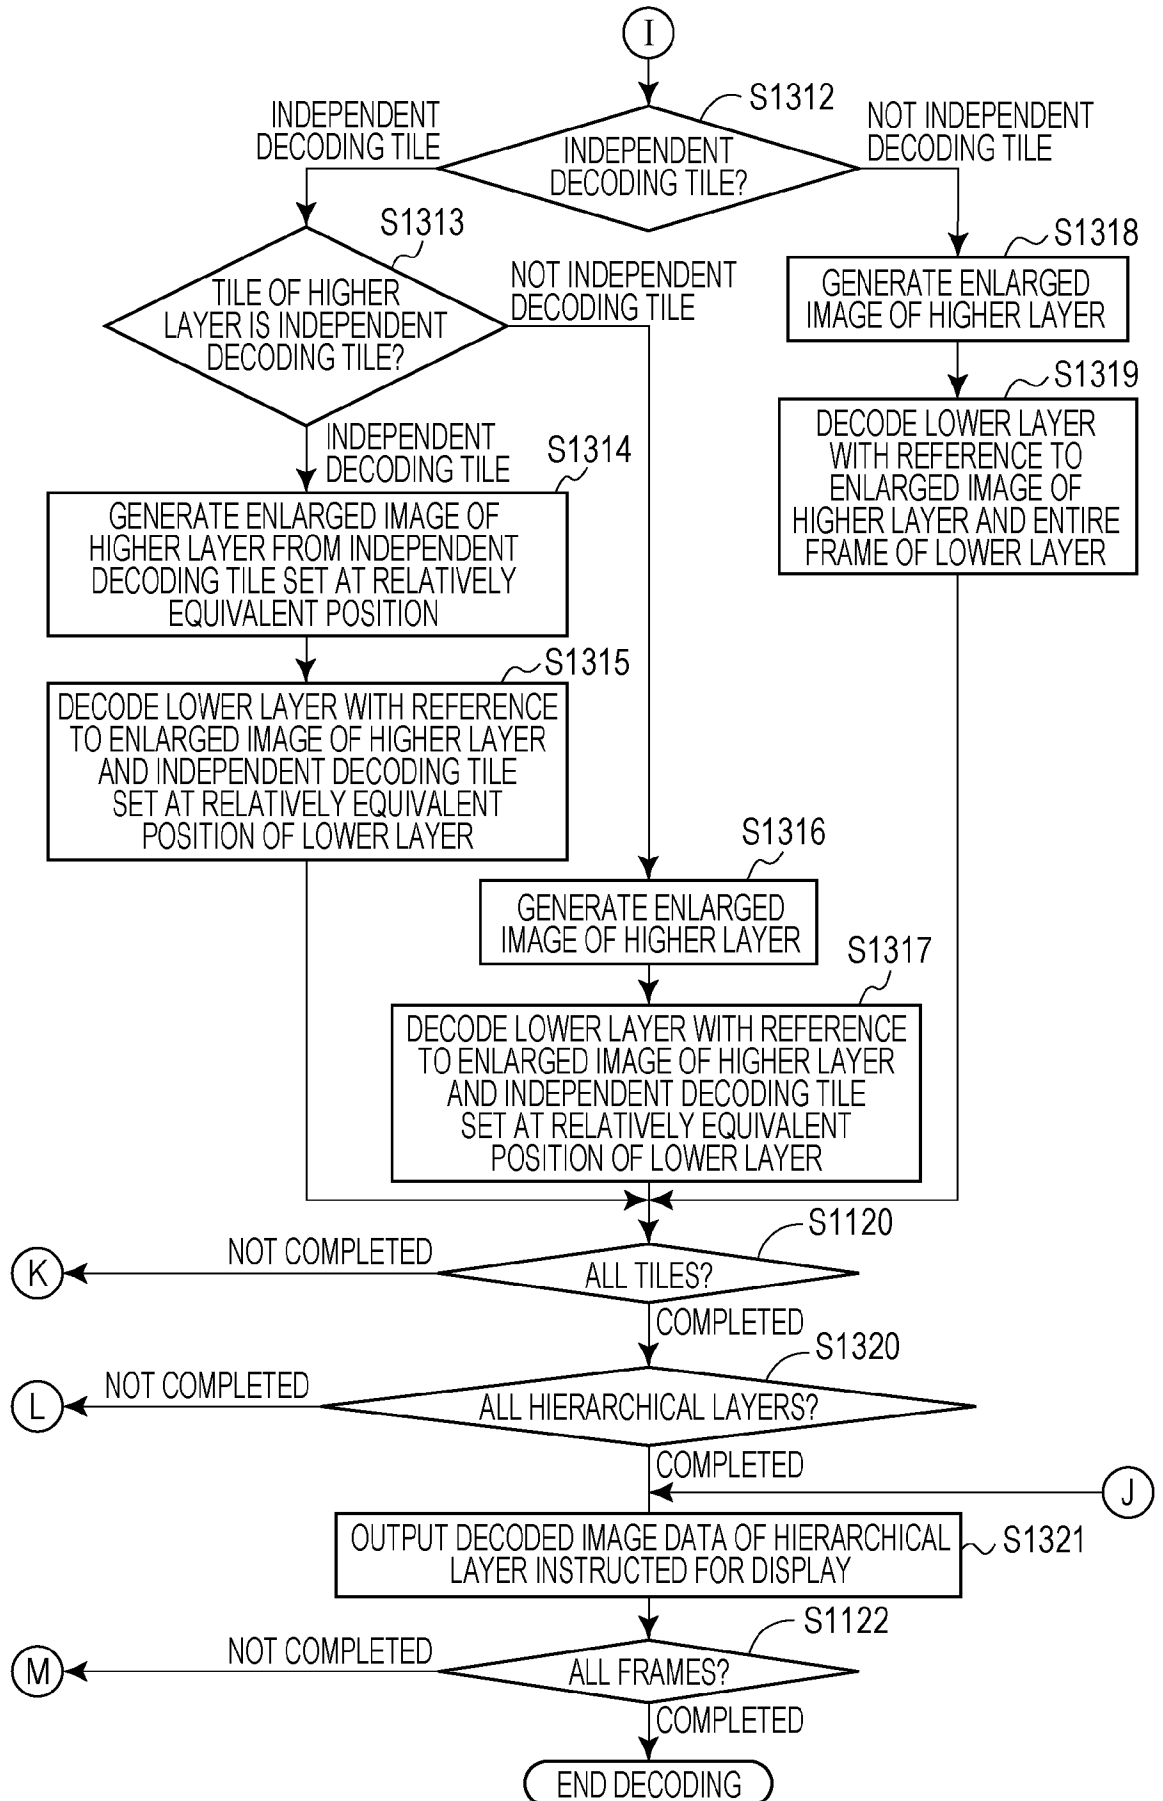 I
S1312
INDEPENDENT
DECODING TILE
NOT INDEPENDENT
DECODING TILE
INDEPENDENT
DECODING TILE?
S1313
TILE OF HIGHER
LAYER IS INDEPENDENT
DECODING TILE?
NOT INDEPENDENT
DECODING TILE
S1318
GENERATE ENLARGED
IMAGE OF HIGHER LAYER
S1319
DECODE LOWER LAYER
WITH REFERENCE TO
ENLARGED IMAGE OF
HIGHER LAYER AND ENTIRE
FRAME OF LOWER LAYER
INDEPENDENT
DECODING TILE
S1314
GENERATE ENLARGED IMAGE OF
HIGHER LAYER FROM INDEPENDENT
DECODING TILE SET AT RELATIVELY
EQUIVALENT POSITION
S1315
DECODE LOWER LAYER WITH REFERENCE
TO ENLARGED IMAGE OF HIGHER LAYER
AND INDEPENDENT DECODING TILE
SET AT RELATIVELY EQUIVALENT
POSITION OF LOWER LAYER
S1316
GENERATE ENLARGED
IMAGE OF HIGHER LAYER
S1317
DECODE LOWER LAYER WITH REFERENCE
TO ENLARGED IMAGE OF HIGHER LAYER
AND INDEPENDENT DECODING TILE
SET AT RELATIVELY EQUIVALENT
POSITION OF LOWER LAYER
S1120
K
NOT COMPLETED
ALL TILES?
COMPLETED
S1320
L
NOT COMPLETED
ALL HIERARCHICAL LAYERS?
COMPLETED
J
OUTPUT DECODED IMAGE DATA OF HIERARCHICAL
LAYER INSTRUCTED FOR DISPLAY
S1321
S1122
M
NOT COMPLETED
ALL FRAMES?
COMPLETED
END DECODING